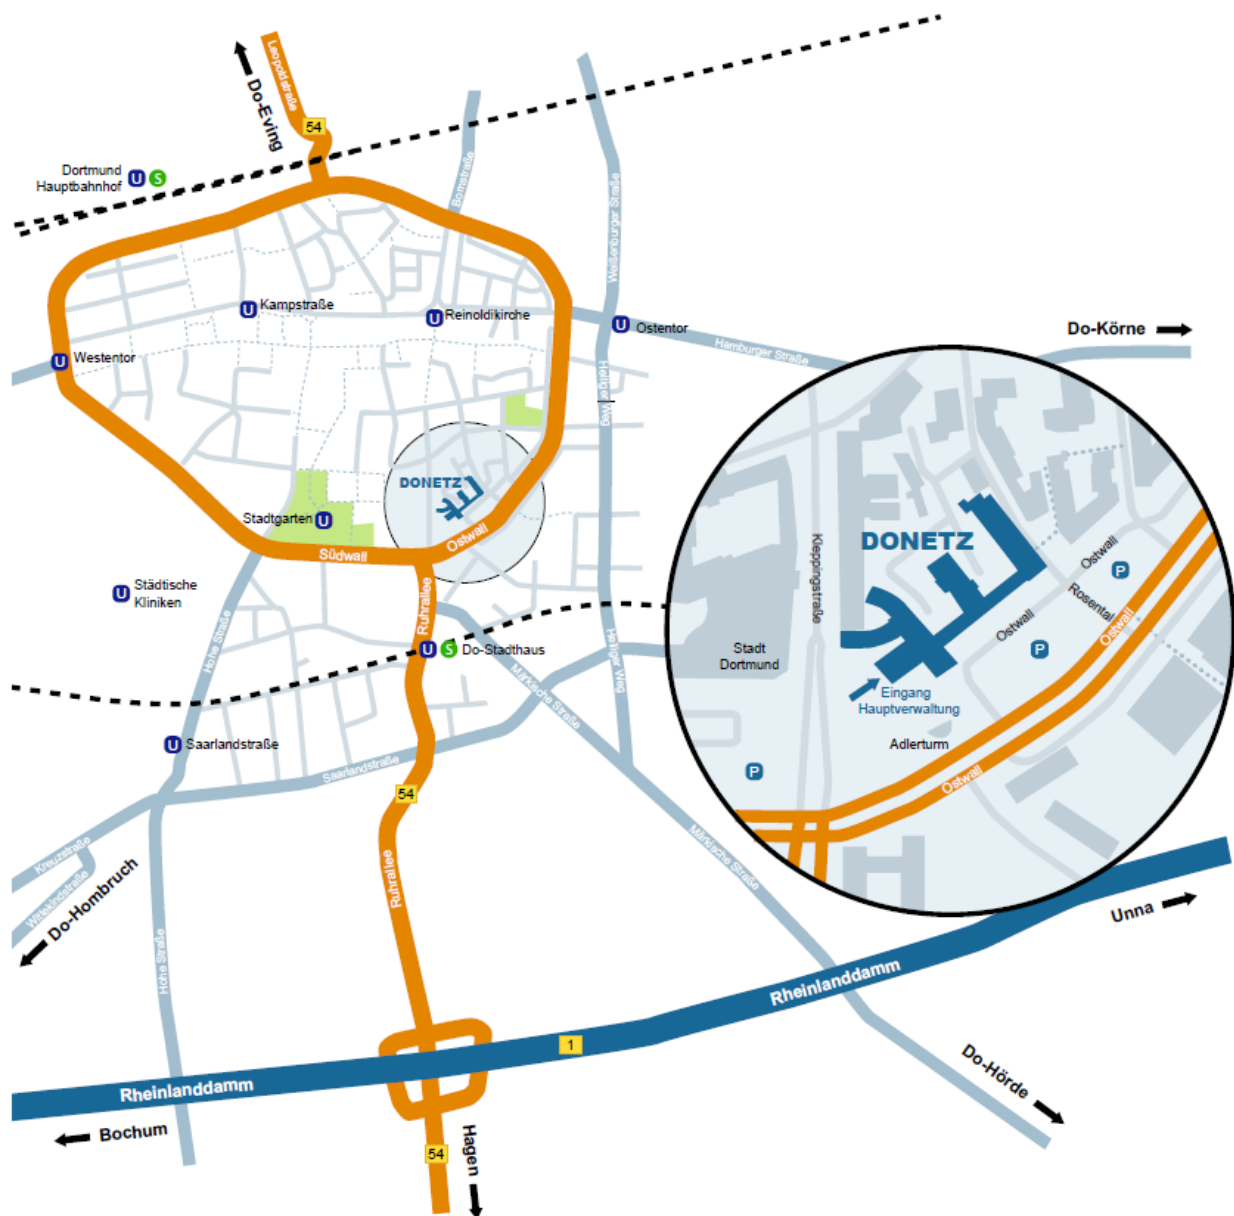 Leopoldstraße
Do-Eving
54
Dortmund
Hauptbahnhof
U
S
Bornstraße
Weißenburger Straße
U
Kampstraße
U
Reinoldikirche
U
Ostentor
Hamburger Straße
Do-Körne
U
Westentor
Heiliger Weg
DONETZ
Stadtgarten
U
Südwall
Ostwall
U
Städtische
Kliniken
Hohe Straße
Ruhrallee
U
S
Do-Stadthaus
Märkische Straße
Heiliger Weg
U
Saarlandstraße
Saarlandstraße
54
Kreuzstraße
Wittekindstraße
Do-Hombruch
Ruhrallee
Märkische Straße
Hohe Straße
Kleppingstraße
DONETZ
Ostwall
P
Rosental
Ostwall
Ostwall
P
Stadt
Dortmund
Eingang
Hauptverwaltung
Adlerturm
P
Ostwall
Unna
Rheinlanddamm
1
Rheinlanddamm
Do-Hörde
Bochum
Hagen
54